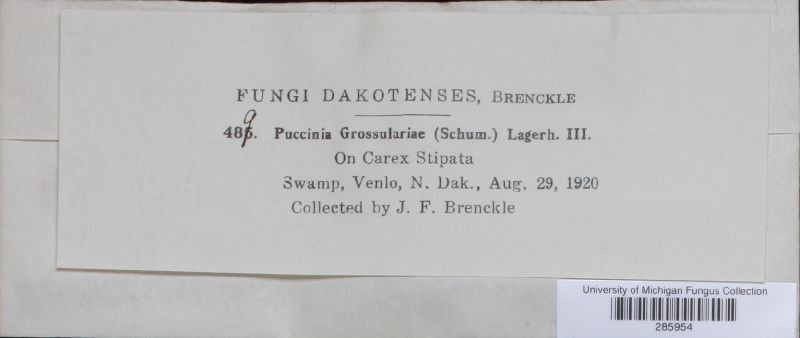 FUNGI DAKOTENSES, BRENCKLE
489. Puccinia Grossulariae (Schum.) Lagerh. III.
On Carex Stipata
Swamp, Venlo, N. Dak., Aug. 29, 1920
Collected by J. F. Brenckle
University of Michigan Fungus Collection
285954